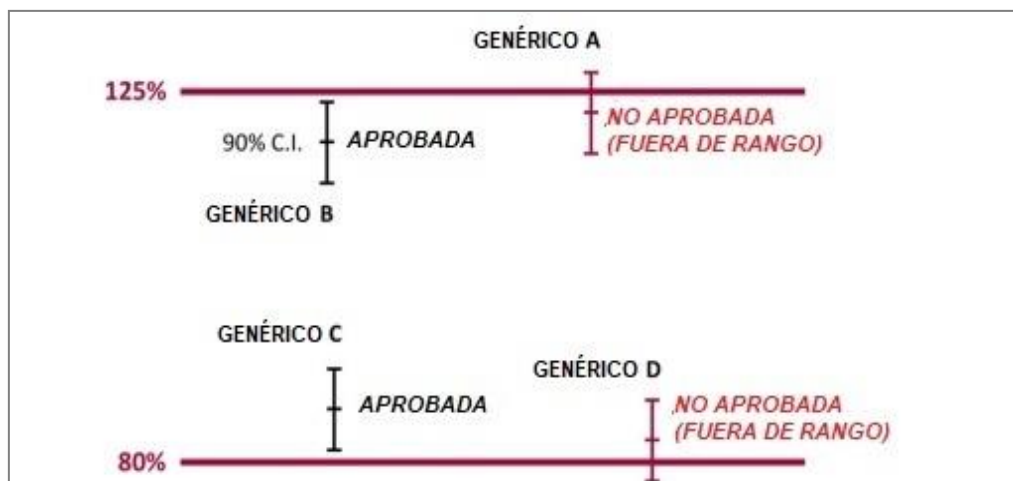 GENÉRICO A
125%
90% C.I.
APROBADA
NO APROBADA
(FUERA DE RANGO)
GENÉRICO B
GENÉRICO C
APROBADA
GENÉRICO D
NO APROBADA
(FUERA DE RANGO)
80%